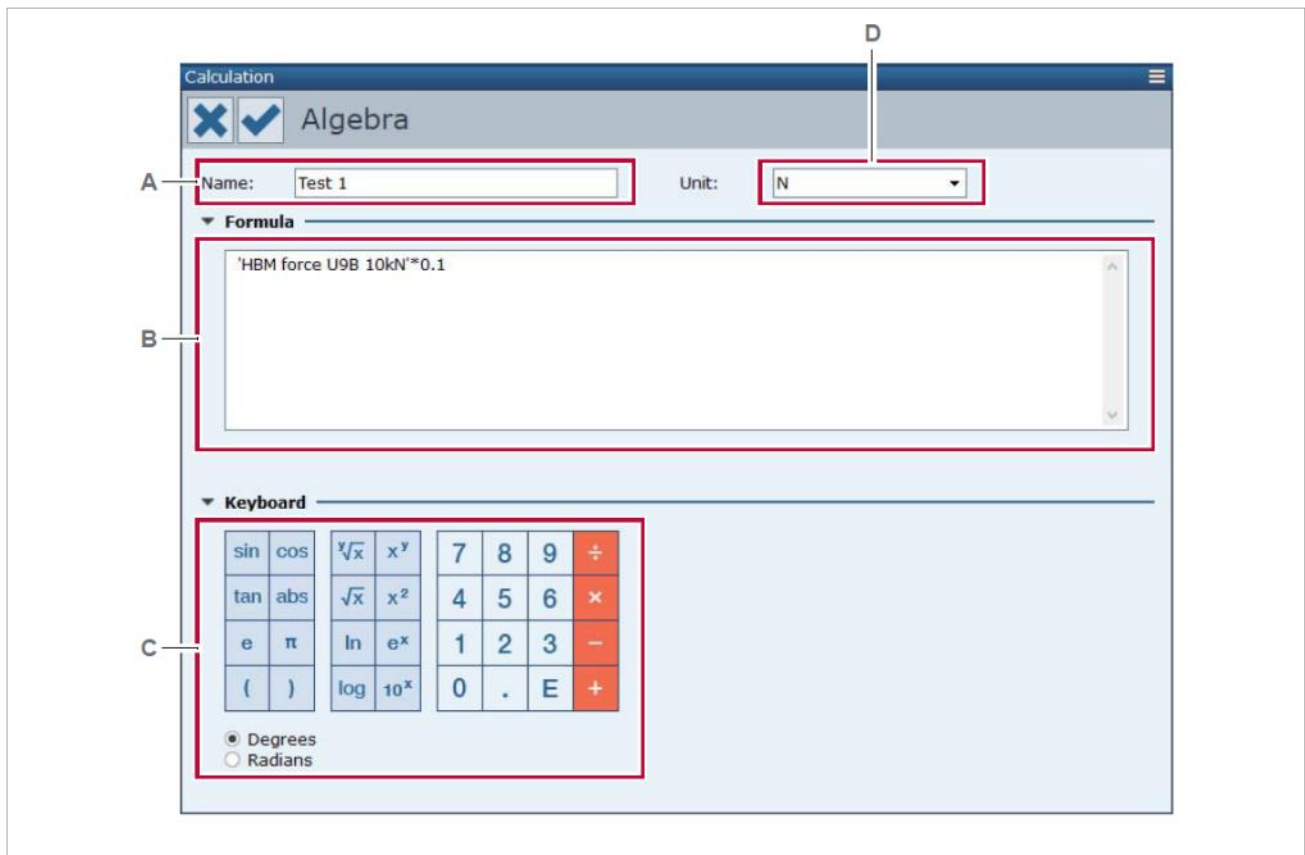 D
Calculation
Algebra
A Name: Test 1 Unit: N
Formula
'HBM force U9B 10kN'*0.1
B
Keyboard
sin cos ʸ√x xʸ 7 8 9 ÷
tan abs √x x² 4 5 6 ×
C e π ln eˣ 1 2 3 −
( ) log 10ˣ 0 . E +
Degrees
Radians